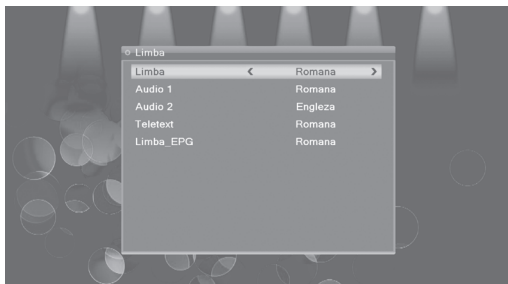 Limba
Limba Romana
Audio 1 Romana
Audio 2 Engleza
Teletext Romana
Limba_EPG Romana